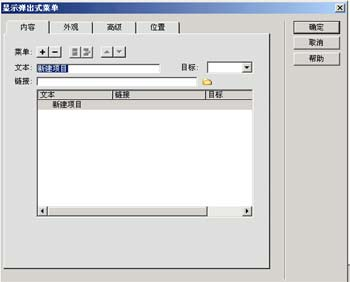 显示弹出式菜单
内容 外观 高级 位置
确定
取消
帮助
菜单:
文本: 新建项目 目标:
链接:
文本 链接 目标
新建项目